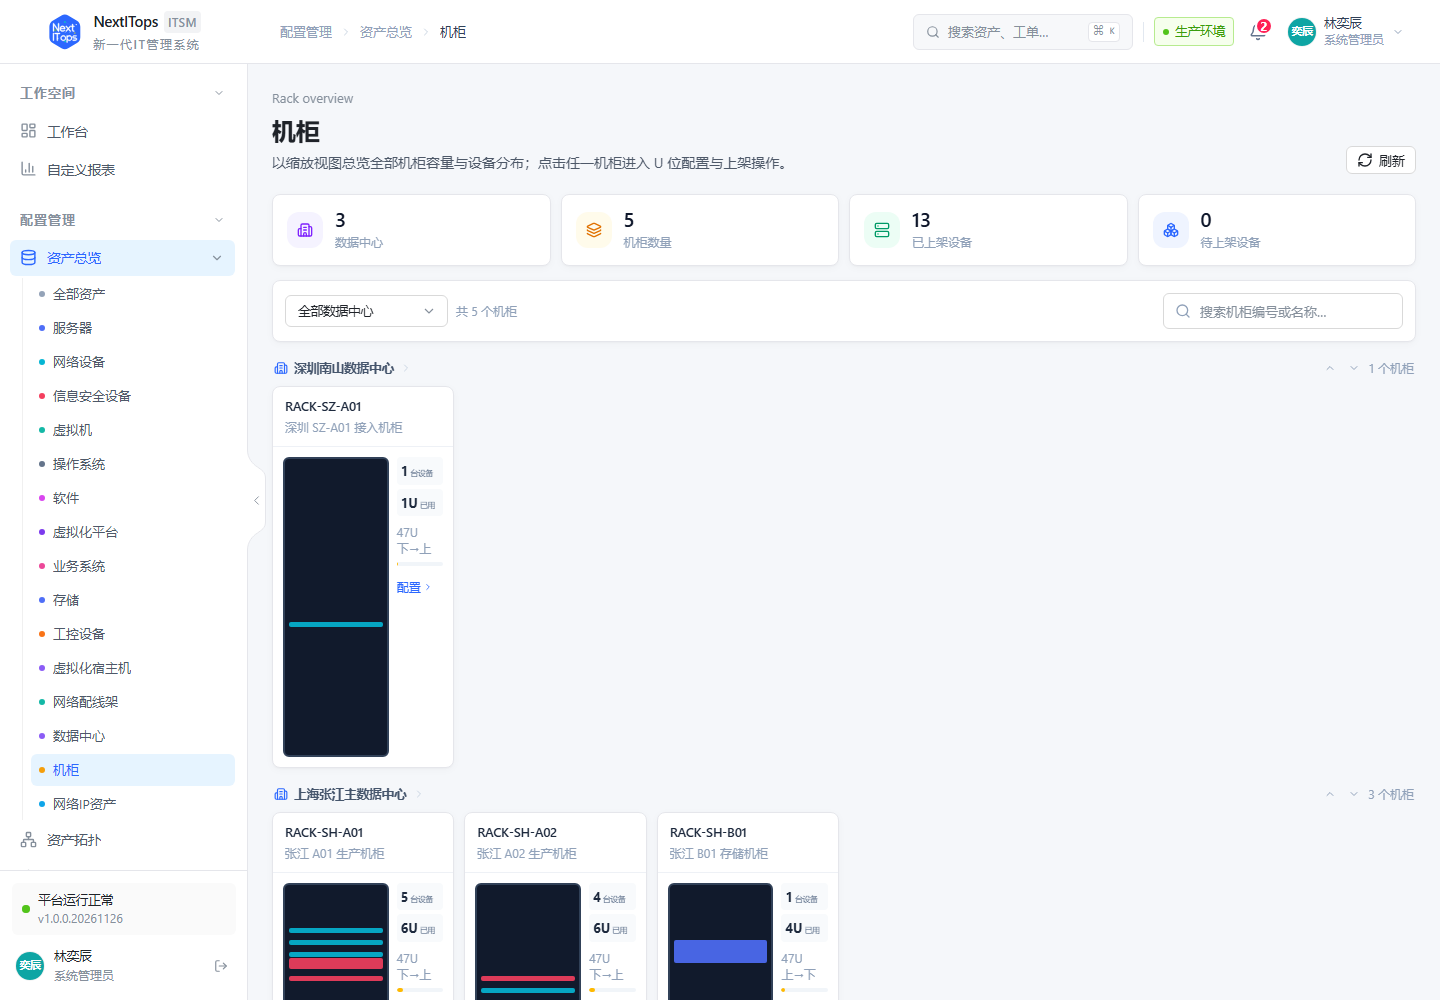 NextITops ITSM
新一代IT管理系统
配置管理 > 资产总览 > 机柜
搜索资产、工单...
⌘ K
生产环境
2
奕辰
林奕辰
系统管理员
工作空间
工作台
自定义报表
配置管理
资产总览
全部资产
服务器
网络设备
信息安全设备
虚拟机
操作系统
软件
虚拟化平台
业务系统
存储
工控设备
虚拟化宿主机
网络配线架
数据中心
机柜
网络IP资产
资产拓扑
平台运行正常
v1.0.0.20261126
奕辰
林奕辰
系统管理员
Rack overview
机柜
以缩放视图总览全部机柜容量与设备分布；点击任一机柜进入 U 位配置与上架操作。
刷新
3
数据中心
5
机柜数量
13
已上架设备
0
待上架设备
全部数据中心
共 5 个机柜
搜索机柜编号或名称...
深圳南山数据中心
1 个机柜
RACK-SZ-A01
深圳 SZ-A01 接入机柜
1 台设备
1U 已用
47U
下→上
配置
上海张江主数据中心
3 个机柜
RACK-SH-A01
张江 A01 生产机柜
5 台设备
6U 已用
47U
下→上
RACK-SH-A02
张江 A02 生产机柜
4 台设备
6U 已用
47U
下→上
RACK-SH-B01
张江 B01 存储机柜
1 台设备
4U 已用
47U
上→下